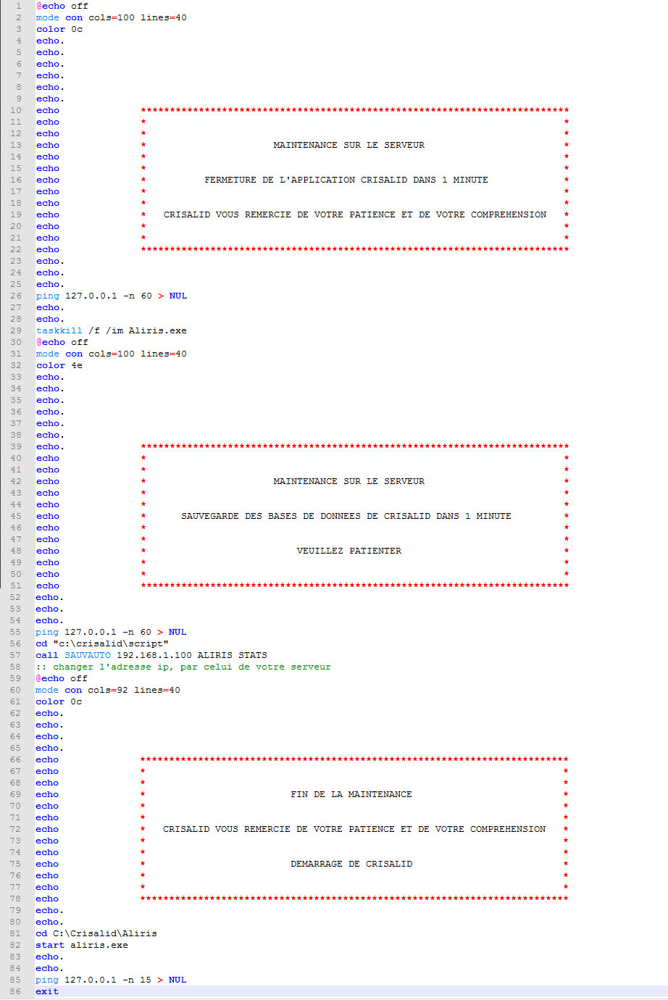 1 @echo off
2 mode con cols=100 lines=40
3 color 0c
4 echo.
5 echo.
6 echo.
7 echo.
8 echo.
9 echo.
10 echo              **************************************************************************
11 echo              *                                                                        *
12 echo              *                                                                        *
13 echo              *                      MAINTENANCE SUR LE SERVEUR                        *
14 echo              *                                                                        *
15 echo              *                                                                        *
16 echo              *          FERMETURE DE L'APPLICATION CRISALID DANS 1 MINUTE             *
17 echo              *                                                                        *
18 echo              *                                                                        *
19 echo              *   CRISALID VOUS REMERCIE DE VOTRE PATIENCE ET DE VOTRE COMPREHENSION   *
20 echo              *                                                                        *
21 echo              *                                                                        *
22 echo              **************************************************************************
23 echo.
24 echo.
25 echo.
26 ping 127.0.0.1 -n 60 > NUL
27 echo.
28 echo.
29 taskkill /f /im Aliris.exe
30 @echo off
31 mode con cols=100 lines=40
32 color 4e
33 echo.
34 echo.
35 echo.
36 echo.
37 echo.
38 echo.
39 echo.             **************************************************************************
40 echo              *                                                                        *
41 echo              *                                                                        *
42 echo              *                      MAINTENANCE SUR LE SERVEUR                        *
43 echo              *                                                                        *
44 echo              *                                                                        *
45 echo              *      SAUVEGARDE DES BASES DE DONNEES DE CRISALID DANS 1 MINUTE         *
46 echo              *                                                                        *
47 echo              *                                                                        *
48 echo              *                          VEUILLEZ PATIENTER                            *
49 echo              *                                                                        *
50 echo              *                                                                        *
51 echo              **************************************************************************
52 echo.
53 echo.
54 echo.
55 ping 127.0.0.1 -n 60 > NUL
56 cd "c:\crisalid\script"
57 call SAUVAUTO 192.168.1.100 ALIRIS STATS
58 :: changer l'adresse ip, par celui de votre serveur
59 @echo off
60 mode con cols=92 lines=40
61 color 0c
62 echo.
63 echo.
64 echo.
65 echo.
66 echo              **************************************************************************
67 echo              *                                                                        *
68 echo              *                                                                        *
69 echo              *                         FIN DE LA MAINTENANCE                          *
70 echo              *                                                                        *
71 echo              *                                                                        *
72 echo              *   CRISALID VOUS REMERCIE DE VOTRE PATIENCE ET DE VOTRE COMPREHENSION   *
73 echo              *                                                                        *
74 echo              *                                                                        *
75 echo              *                         DEMARRAGE DE CRISALID                          *
76 echo              *                                                                        *
77 echo              *                                                                        *
78 echo              **************************************************************************
79 echo.
80 echo.
81 cd C:\Crisalid\Aliris
82 start aliris.exe
83 echo.
84 echo.
85 ping 127.0.0.1 -n 15 > NUL
86 exit